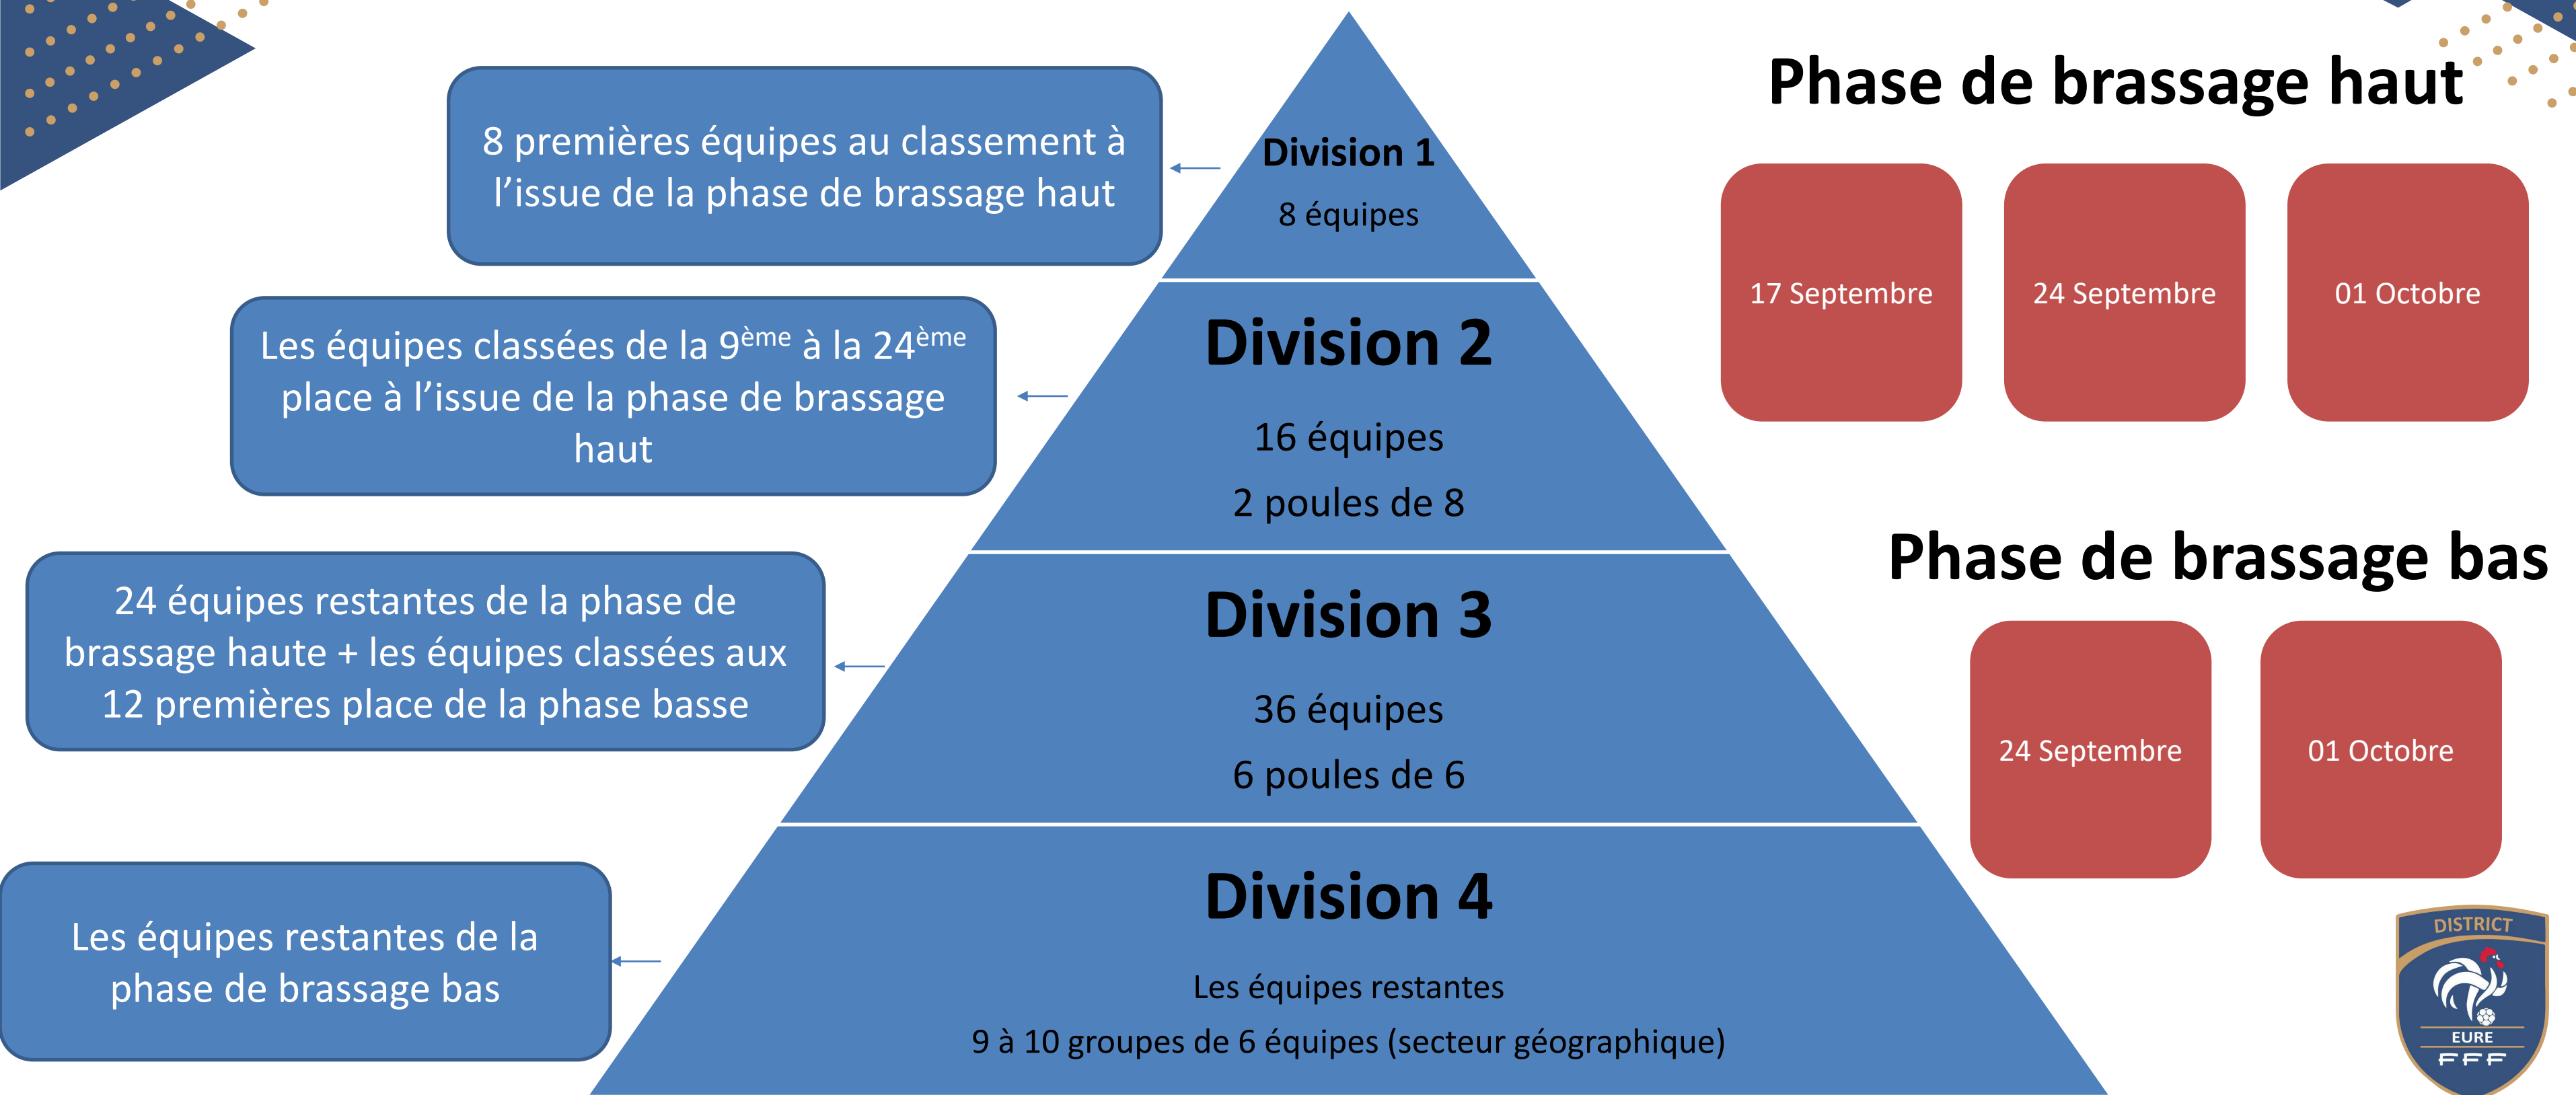 8 premières équipes au classement à
l’issue de la phase de brassage haut
Division 1
8 équipes
Les équipes classées de la 9ème à la 24ème
place à l’issue de la phase de brassage
haut
Division 2
16 équipes
2 poules de 8
24 équipes restantes de la phase de
brassage haute + les équipes classées aux
12 premières place de la phase basse
Division 3
36 équipes
6 poules de 6
Les équipes restantes de la
phase de brassage bas
Division 4
Les équipes restantes
9 à 10 groupes de 6 équipes (secteur géographique)
Phase de brassage haut
17 Septembre
24 Septembre
01 Octobre
Phase de brassage bas
24 Septembre
01 Octobre
DISTRICT
EURE
FFF